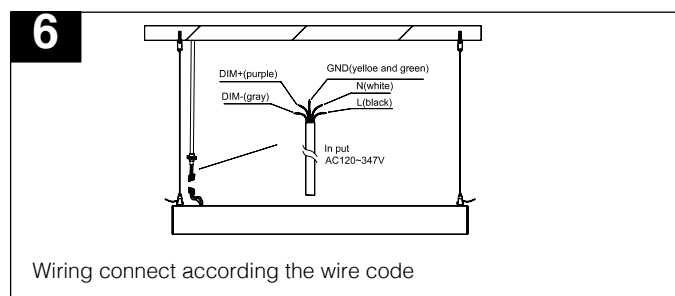 6
DIM+(purple)
GND(yelloe and green)
N(white)
DIM-(gray)
L(black)
In put
AC120~347V
Wiring connect according the wire code